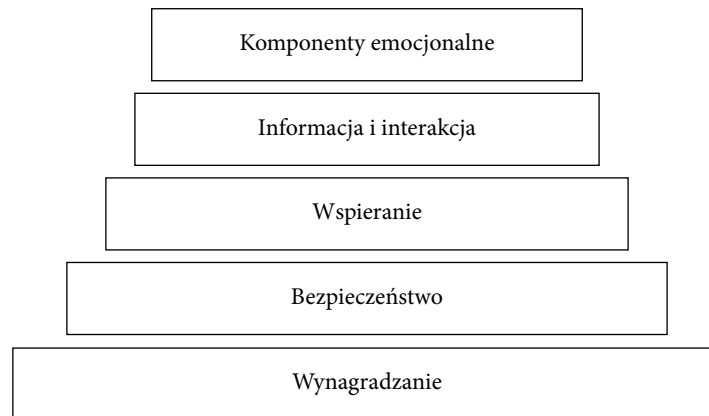 Komponenty emocjonalne
Informacja i interakcja
Wspieranie
Bezpieczeństwo
Wynagradzanie